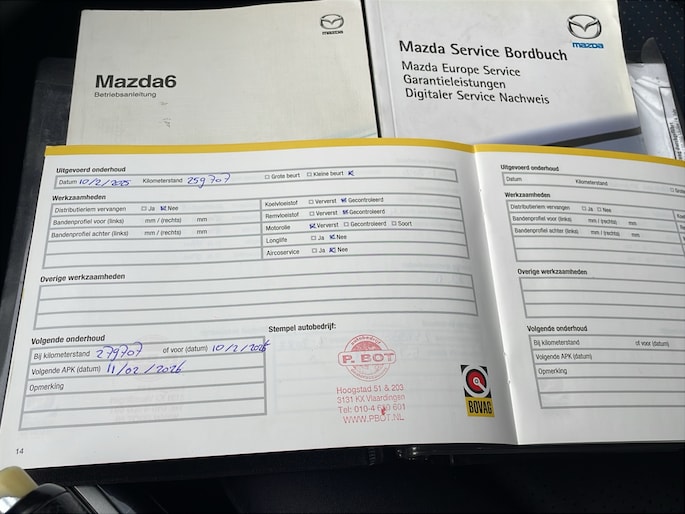 Mazda6
Betriebsanleitung
mazda
Mazda Service Bordbuch
Mazda Europe Service
Garantieleistungen
Digitaler Service Nachweis
mazda
Uitgevoerd onderhoud
Datum 10/2/2025 Kilometerstand 259707 Grote beurt Kleine beurt
Werkzaamheden
Distributieriem vervangen Ja Nee
Bandenprofiel voor (links) mm / (rechts) mm
Bandenprofiel achter (links) mm / (rechts) mm
Koelvloeistof Ververst Gecontroleerd
Remvloeistof Ververst Gecontroleerd
Motorolie Ververst Gecontroleerd Soort
Longlife Ja Nee
Aircoservice Ja Nee
Overige werkzaamheden
Volgende onderhoud
Bij kilometerstand 279707 of voor (datum) 10/2/2026
Volgende APK (datum) 11/02/2026
Opmerking
Stempel autobedrijf:
autobedrijf
P. BOT
Hoogstad 51 & 203
3131 KX Vlaardingen
WWW.PBOT.NL
BOVAG
14
Uitgevoerd onderhoud
Datum Kilometerstand
Werkzaamheden
Distributieriem vervangen Ja Nee
Bandenprofiel voor (links) mm / (rechts) mm
Bandenprofiel achter (links) mm / (rechts) mm
Overige werkzaamheden
Volgende onderhoud
Bij kilometerstand of voor (datum)
Volgende APK (datum)
Opmerking